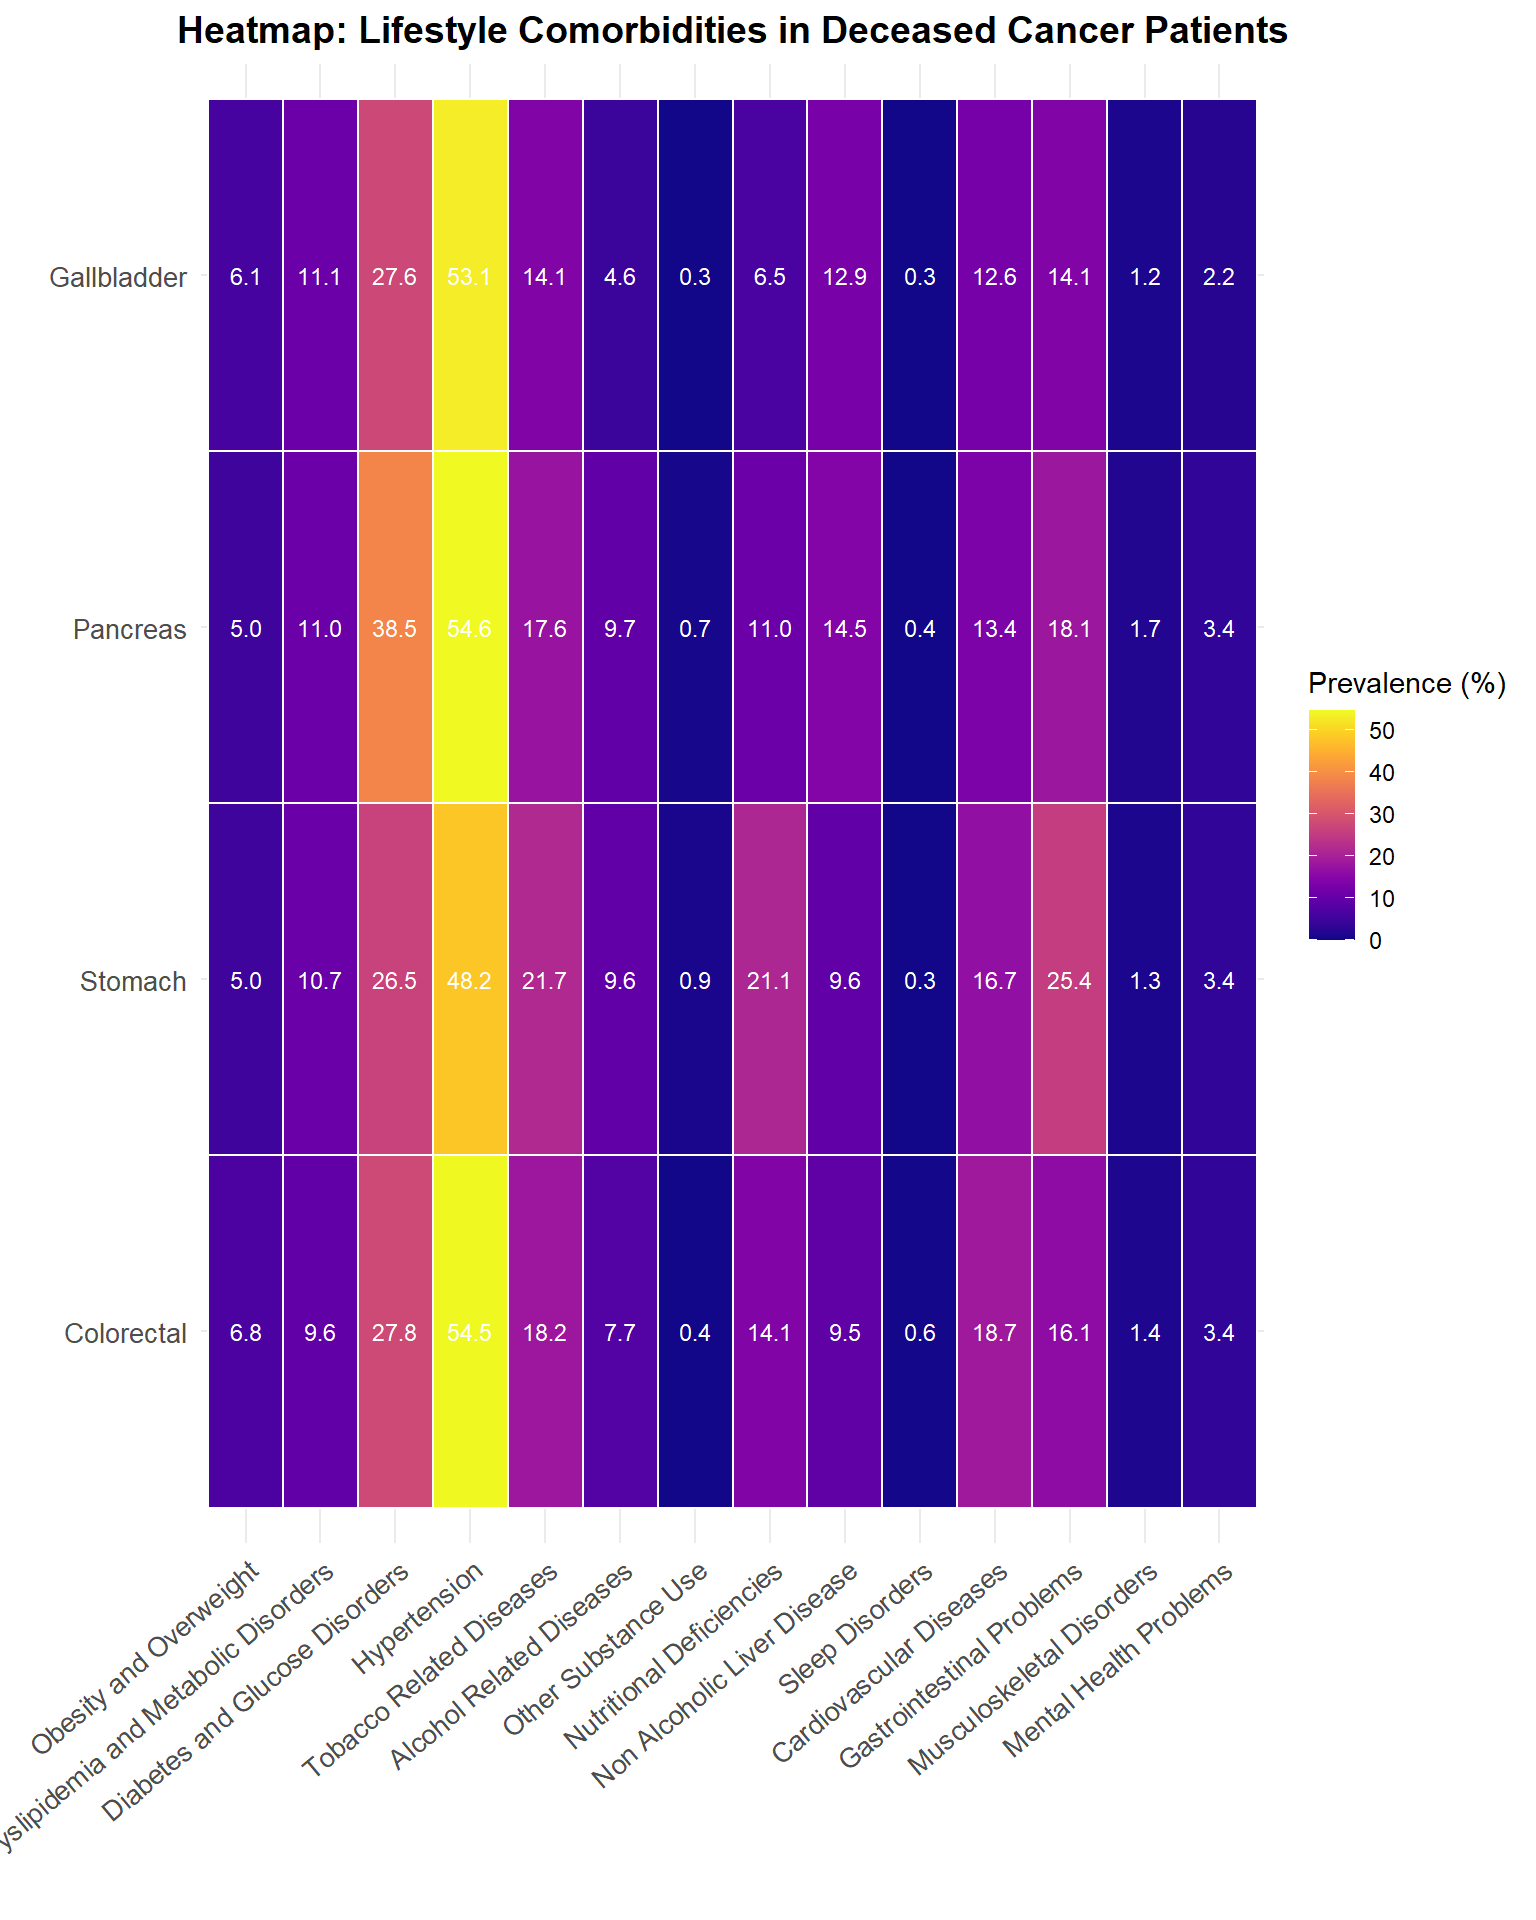 Heatmap: Lifestyle Comorbidities in Deceased Cancer Patients
Gallbladder 6.1 11.1 27.6 53.1 14.1 4.6 0.3 6.5 12.9 0.3 12.6 14.1 1.2 2.2
Pancreas 5.0 11.0 38.5 54.6 17.6 9.7 0.7 11.0 14.5 0.4 13.4 18.1 1.7 3.4
Stomach 5.0 10.7 26.5 48.2 21.7 9.6 0.9 21.1 9.6 0.3 16.7 25.4 1.3 3.4
Colorectal 6.8 9.6 27.8 54.5 18.2 7.7 0.4 14.1 9.5 0.6 18.7 16.1 1.4 3.4
Obesity and Overweight
yslipidemia and Metabolic Disorders
Diabetes and Glucose Disorders
Hypertension
Tobacco Related Diseases
Alcohol Related Diseases
Other Substance Use
Nutritional Deficiencies
Non Alcoholic Liver Disease
Sleep Disorders
Cardiovascular Diseases
Gastrointestinal Problems
Musculoskeletal Disorders
Mental Health Problems
Prevalence (%)
50
40
30
20
10
0